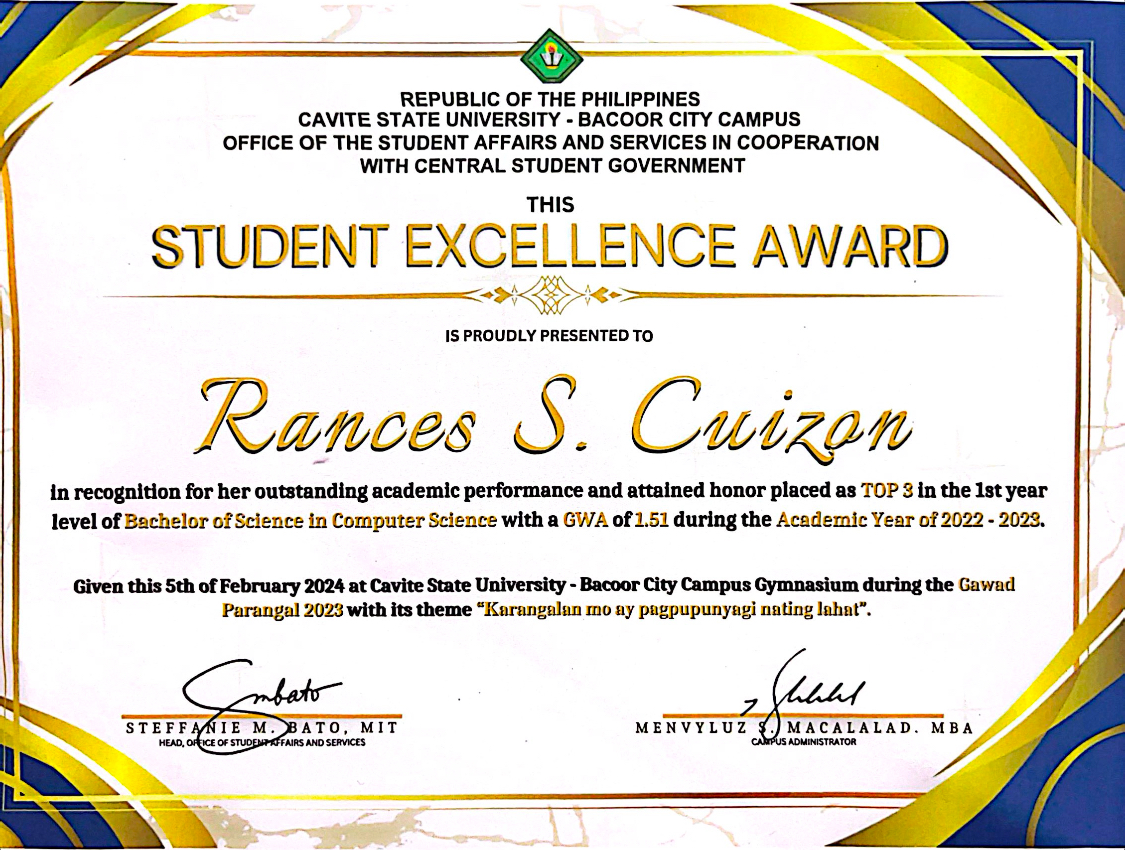 REPUBLIC OF THE PHILIPPINES
CAVITE STATE UNIVERSITY - BACOOR CITY CAMPUS
OFFICE OF THE STUDENT AFFAIRS AND SERVICES IN COOPERATION
WITH CENTRAL STUDENT GOVERNMENT
THIS
STUDENT EXCELLENCE AWARD
IS PROUDLY PRESENTED TO
Rances S. Cuizon
in recognition for her outstanding academic performance and attained honor placed as TOP 3 in the 1st year
level of Bachelor of Science in Computer Science with a GWA of 1.51 during the Academic Year of 2022 - 2023.
Given this 5th of February 2024 at Cavite State University - Bacoor City Campus Gymnasium during the Gawad
Parangal 2023 with its theme "Karangalan mo ay pagpupunyagi nating lahat".
STEFFANIE M. BATO, MIT
HEAD, OFFICE OF STUDENT AFFAIRS AND SERVICES
MENVYLUZ S. MACALALAD. MBA
CAMPUS ADMINISTRATOR